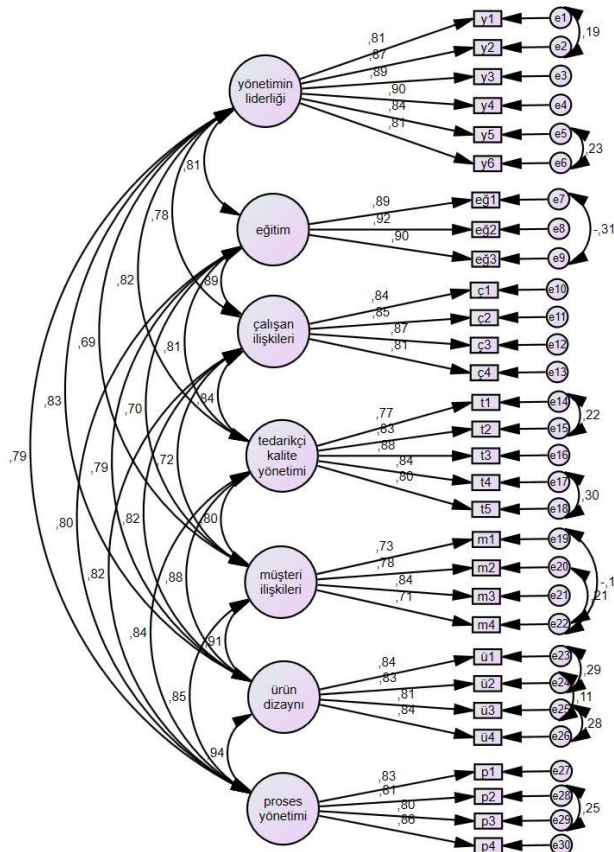 ,81
y1
e1
,19
,87
y2
e2
,89
y3
e3
yönetimin
liderliği
,90
y4
e4
,84
y5
e5
,23
,81
y6
e6
,81
,78
,89
eğ1
e7
-,31
eğitim
,92
eğ2
e8
,90
eğ3
e9
,82
,89
,84
ç1
e10
,85
ç2
e11
çalışan
ilişkileri
,87
ç3
e12
,81
ç4
e13
,69
,81
,84
,77
t1
e14
,22
,83
t2
e15
tedarikçi
kalite
yönetimi
,88
t3
e16
,84
t4
e17
,30
,80
t5
e18
,83
,70
,72
,80
,79
,79
,73
m1
e19
,78
m2
e20
-,1
,21
müşteri
ilişkileri
,84
m3
e21
,71
m4
e22
,80
,82
,88
,91
,84
ü1
e23
,29
,83
ü2
e24
,11
ürün
dizaynı
,81
ü3
e25
,28
,84
ü4
e26
,82
,84
,85
,94
,83
p1
e27
,81
p2
e28
,25
proses
yönetimi
,80
p3
e29
,86
p4
e30